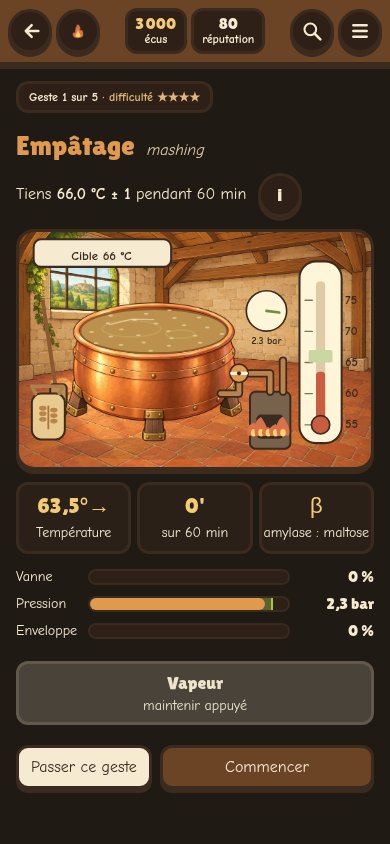 3 000
écus
80
réputation
Geste 1 sur 5 · difficulté ★★★★
Empâtage mashing
Tiens 66,0 °C ± 1 pendant 60 min
i
Cible 66 °C
2.3 bar
75
70
65
60
55
63,5°→
Température
0'
sur 60 min
β
amylase : maltose
Vanne 0 %
Pression 2,3 bar
Enveloppe 0 %
Vapeur
maintenir appuyé
Passer ce geste
Commencer